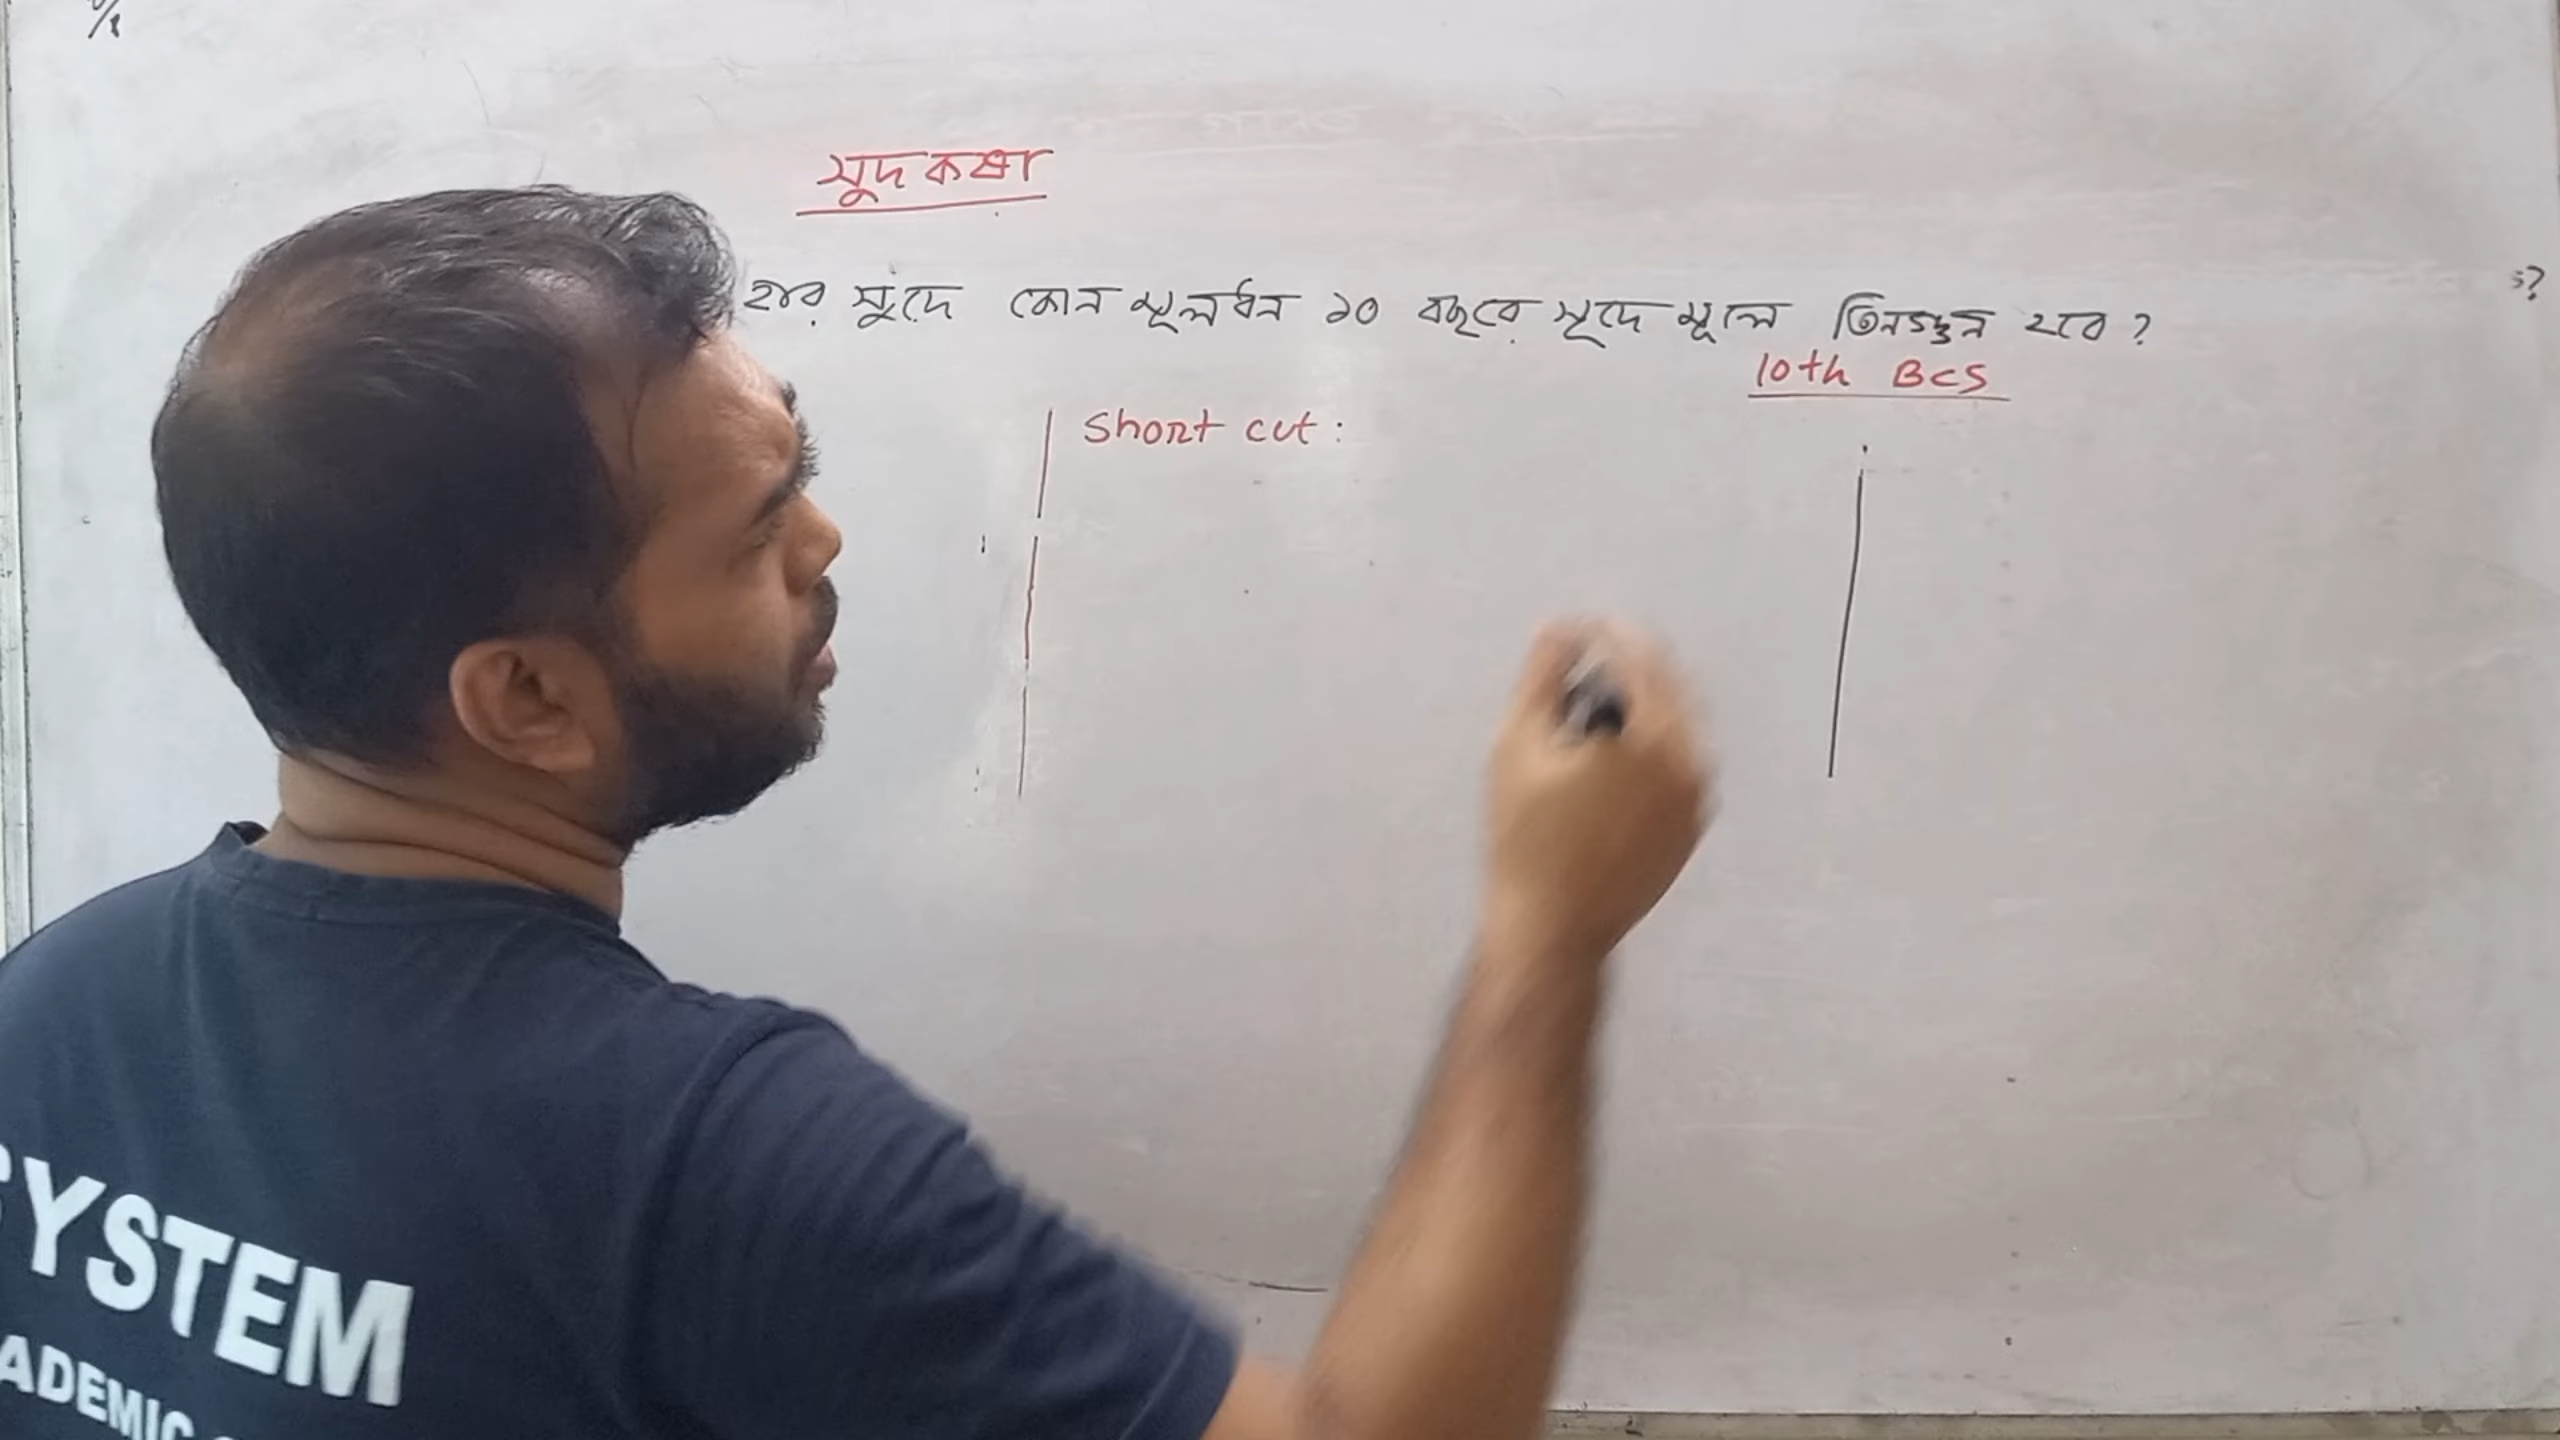 সুদকষা
হার সুদে কোন মূলধন ১০ বছরে সুদে মূলে তিনগুন হবে ?
10th BCS
Short cut :
SYSTEM
ADEMIC